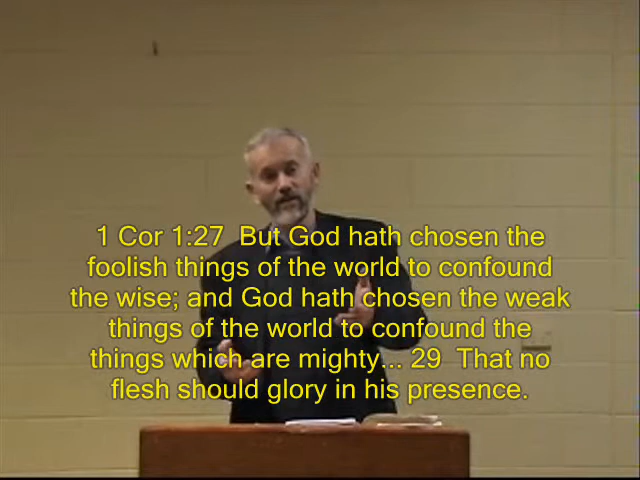 1 Cor 1:27  But God hath chosen the
foolish things of the world to confound
the wise; and God hath chosen the weak
things of the world to confound the
things which are mighty... 29  That no
flesh should glory in his presence.